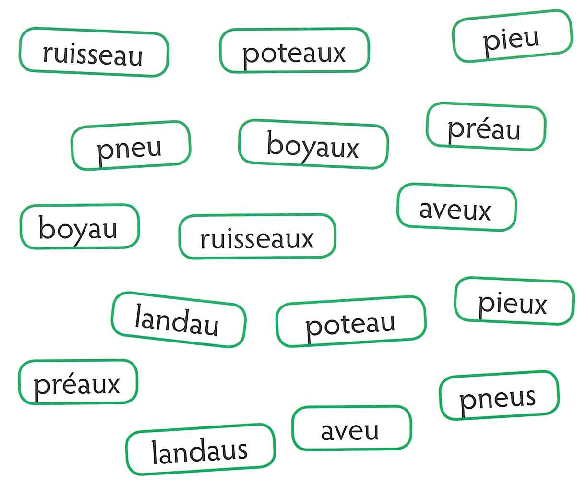 ruisseau
poteaux
pieu
pneu
boyaux
préau
boyau
ruisseaux
aveux
landau
poteau
pieux
préaux
pneus
landaus
aveu